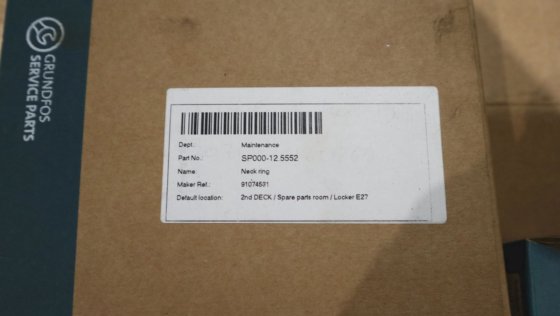 GRUNDFOS
SERVICE PARTS
Dept.: Maintenance
Part No.: SP000-12.5552
Name Neck ring
Maker Ref.: 91074531
Default location: 2nd DECK / Spare parts room / Locker E27